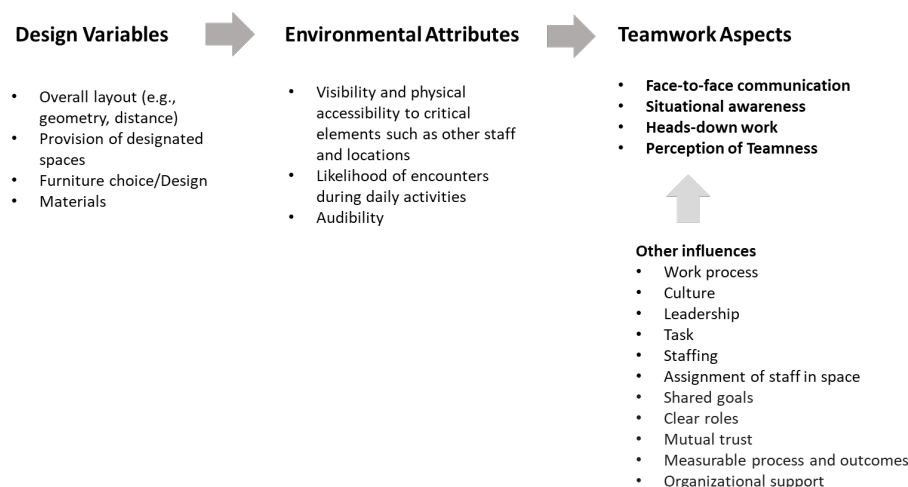 Design Variables
Environmental Attributes
Teamwork Aspects
• Overall layout (e.g.,
geometry, distance)
• Provision of designated
spaces
• Furniture choice/Design
• Materials
• Visibility and physical
accessibility to critical
elements such as other staff
and locations
• Likelihood of encounters
during daily activities
• Audibility
• Face-to-face communication
• Situational awareness
• Heads-down work
• Perception of Teamness
Other influences
• Work process
• Culture
• Leadership
• Task
• Staffing
• Assignment of staff in space
• Shared goals
• Clear roles
• Mutual trust
• Measurable process and outcomes
• Organizational support